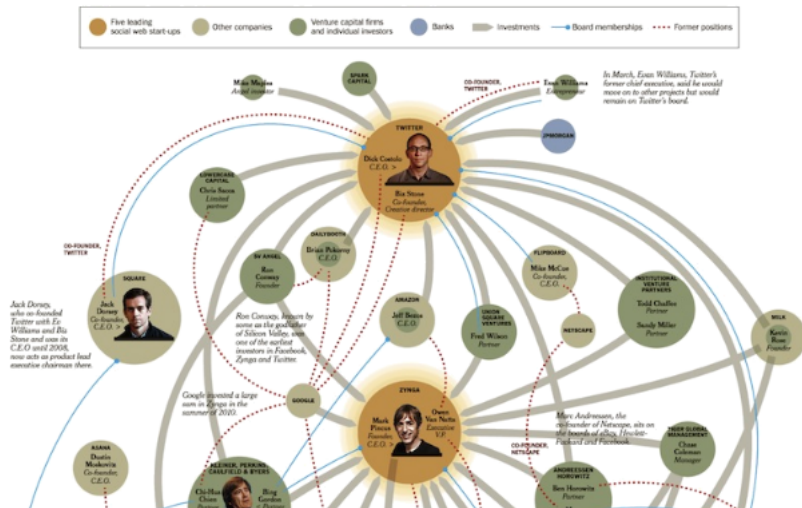 Five leading
social web start-ups
Other companies
Venture capital firms
and individual investors
Banks
Investments
Board memberships
Former positions
Mike Maples
Angel investor
SPARK
CAPITAL
CO-FOUNDER,
TWITTER
Evan Williams
Entrepreneur
In March, Evan Williams, Twitter's
former chief executive, said he would
move on to other projects but would
remain on Twitter's board.
TWITTER
Dick Costolo
C.E.O. >
Biz Stone
Co-founder,
Creative director
JPMORGAN
LOWERCASE
CAPITAL
Chris Sacca
Limited
partner
CO-FOUNDER,
TWITTER
DAILYBOOTH
Brian Pokorny
C.E.O.
SV ANGEL
Ron
Conway
Founder
FLIPBOARD
Mike McCue
Co-founder,
C.E.O.
INSTITUTIONAL
VENTURE
PARTNERS
Todd Chaffee
Partner
Sandy Miller
Partner
SQUARE
Jack
Dorsey
Co-founder,
C.E.O. >
Jack Dorsey,
who co-founded
Twitter with Ev
Williams and Biz
Stone and was its
C.E.O until 2008,
now acts as product lead
executive chairman there.
Ron Conway, known by
some as the godfather
of Silicon Valley, was
one of the earliest
investors in Facebook,
Zynga and Twitter.
AMAZON
Jeff Bezos
C.E.O.
UNION
SQUARE
VENTURES
Fred Wilson
Partner
NETSCAPE
MILK
Kevin
Rose
Founder
Google invested a large
sum in Zynga in the
summer of 2010.
GOOGLE
ZYNGA
Mark
Pincus
Founder,
C.E.O. >
Owen
Van Natta
Executive
V.P.
Marc Andreessen, the
co-founder of Netscape, sits on
the boards of eBay, Hewlett-
Packard and Facebook.
CO-FOUNDER,
NETSCAPE
TIGER GLOBAL
MANAGEMENT
Chase
Coleman
Manager
ASANA
Dustin
Moskovitz
Co-founder,
C.E.O.
KLEINER, PERKINS,
CAUFIELD & BYERS
Chi-Hua
Chien
Partner
Bing
Gordon
< Partner
ANDREESSEN
HOROWITZ
Ben Horowitz
Partner